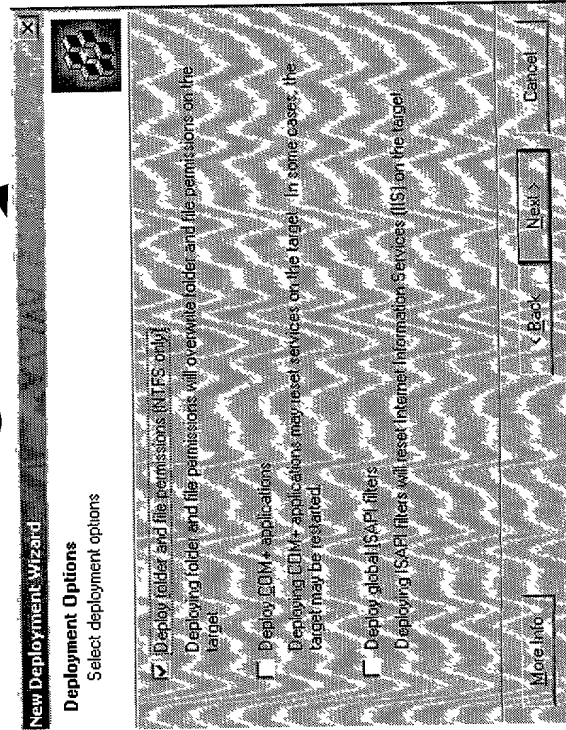 New Deployment Wizard
Deployment Options
Select deployment options
Deploy folder and file permissions (NTFS only)
Deploying folder and file permissions will overwrite folder and file permissions on the
target.
Deploy COM+ applications
Deploying COM+ applications may reset services on the target. In some cases, the
target may be restarted.
Deploy global ISAPI filters
Deploying ISAPI filters will reset Internet Information Services (IIS) on the target.
More Info
< Back
Next >
Cancel